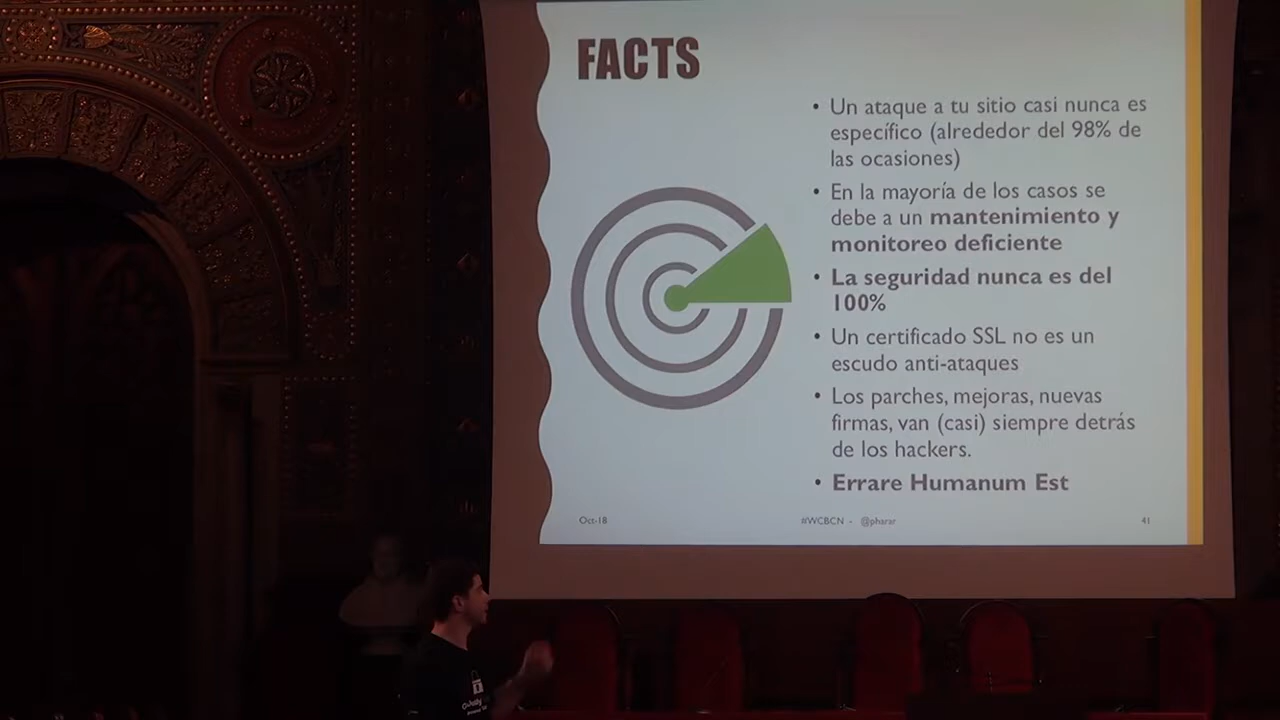 FACTS
• Un ataque a tu sitio casi nunca es
específico (alrededor del 98% de
las ocasiones)
• En la mayoría de los casos se
debe a un mantenimiento y
monitoreo deficiente
• La seguridad nunca es del
100%
• Un certificado SSL no es un
escudo anti-ataques
• Los parches, mejoras, nuevas
firmas, van (casi) siempre detrás
de los hackers.
• Errare Humanum Est
Oct-18
#WCBCN - @pharar
41